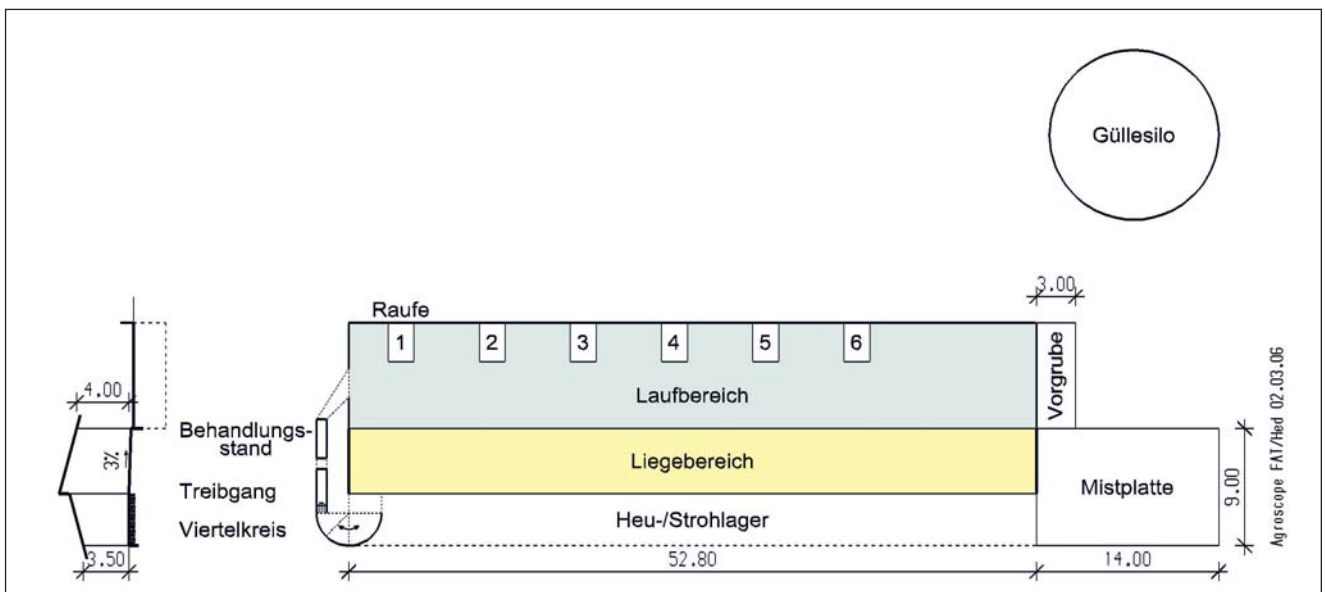 Güllesilo
3.00
Raufe
1 2 3 4 5 6
Vorgrube
Laufbereich
4.00
Behandlungs-
stand
3%
Liegebereich
Treibgang
Mistplatte
9.00
Viertelkreis
Heu-/Strohlager
3.50
52.80
14.00
Agroscope FAT/Hed 02.03.06